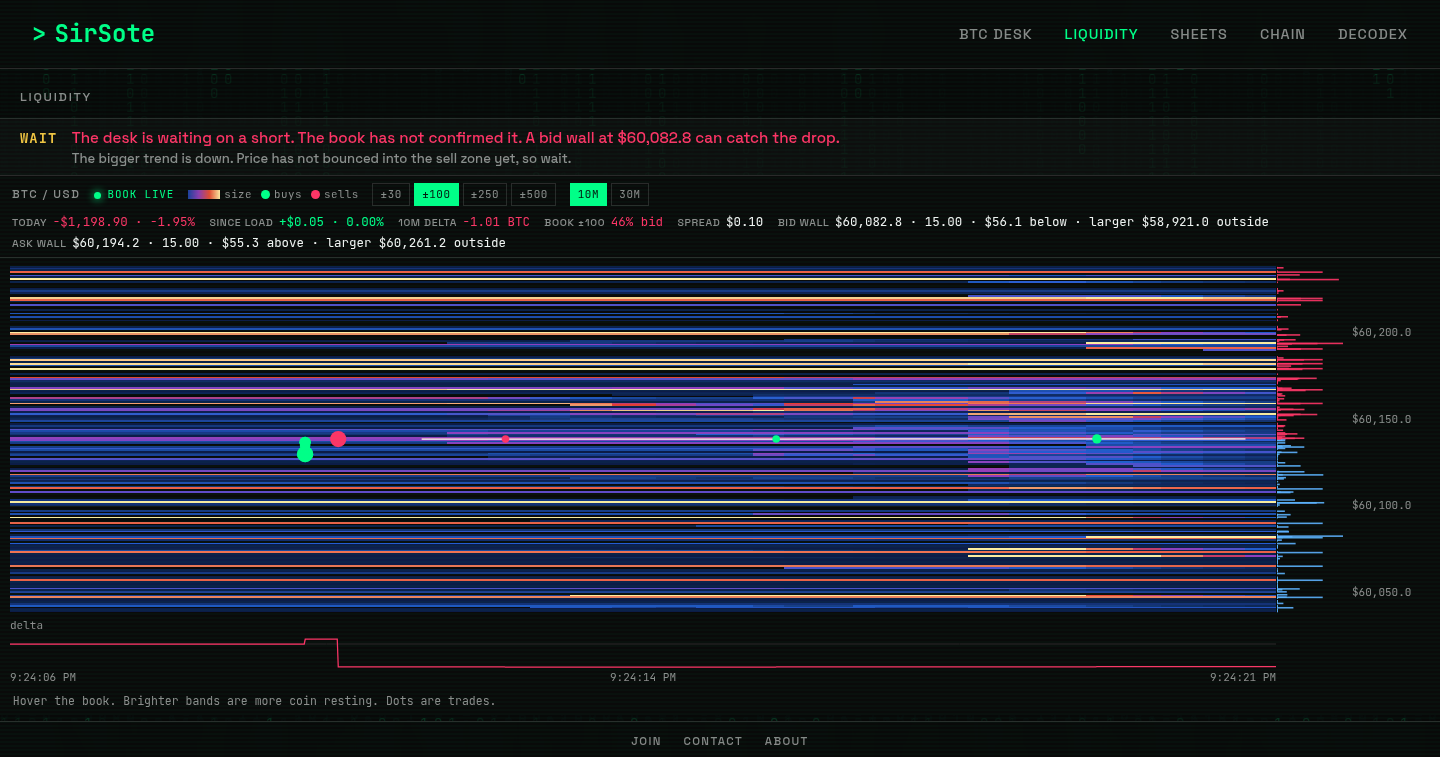 > SirSote
BTC DESK LIQUIDITY SHEETS CHAIN DECODEX
LIQUIDITY
WAIT The desk is waiting on a short. The book has not confirmed it. A bid wall at $60,082.8 can catch the drop.
The bigger trend is down. Price has not bounced into the sell zone yet, so wait.
BTC / USD BOOK LIVE size buys sells ±30 ±100 ±250 ±500 10M 30M
TODAY -$1,198.90 · -1.95% SINCE LOAD +$0.05 · 0.00% 10M DELTA -1.01 BTC BOOK ±100 46% bid SPREAD $0.10 BID WALL $60,082.8 · 15.00 · $56.1 below · larger $58,921.0 outside
ASK WALL $60,194.2 · 15.00 · $55.3 above · larger $60,261.2 outside
$60,200.0
$60,150.0
$60,100.0
$60,050.0
delta
9:24:06 PM 9:24:14 PM 9:24:21 PM
Hover the book. Brighter bands are more coin resting. Dots are trades.
JOIN CONTACT ABOUT